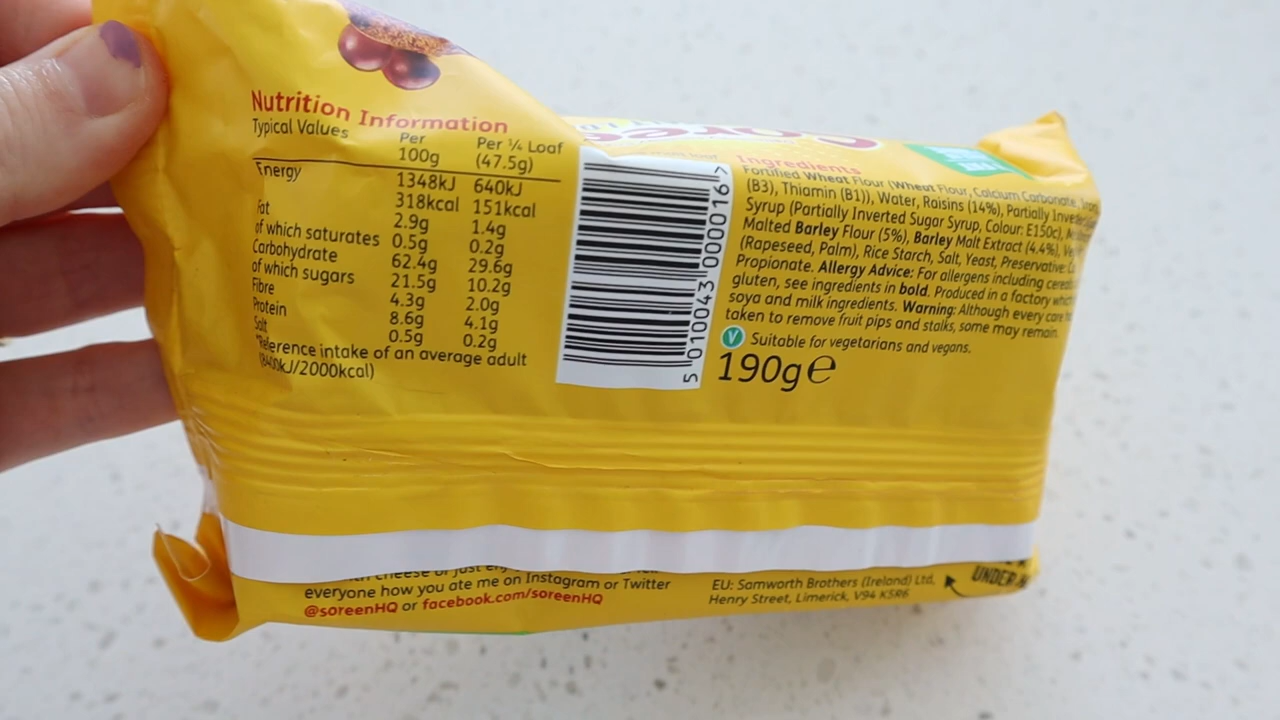 Nutrition Information
Typical Values Per 100g Per ¼ Loaf (47.5g)
Energy 1348kJ 640kJ
318kcal 151kcal
Fat 2.9g 1.4g
of which saturates 0.5g 0.2g
Carbohydrate 62.4g 29.6g
of which sugars 21.5g 10.2g
Fibre 4.3g 2.0g
Protein 8.6g 4.1g
Salt 0.5g 0.2g
*Reference intake of an average adult
(8400kJ/2000kcal)
5 010043 000016 >
Ingredients
Fortified Wheat Flour (Wheat Flour, Calcium Carbonate,
(B3), Thiamin (B1)), Water, Raisins (14%), Partially
Syrup (Partially Inverted Sugar Syrup, Colour: E150c),
Malted Barley Flour (5%), Barley Malt Extract (4.4%),
(Rapeseed, Palm), Rice Starch, Salt, Yeast, Preservative:
Propionate. Allergy Advice: For allergens including
gluten, see ingredients in bold. Produced in a factory
soya and milk ingredients. Warning: Although every care
taken to remove fruit pips and stalks, some may remain.
V Suitable for vegetarians and vegans.
190g e
cheese or just
everyone how you ate me on Instagram or Twitter
@soreenHQ or facebook.com/soreenHQ
EU: Samworth Brothers (Ireland) Ltd,
Henry Street, Limerick, V94 K5R6
UNDER